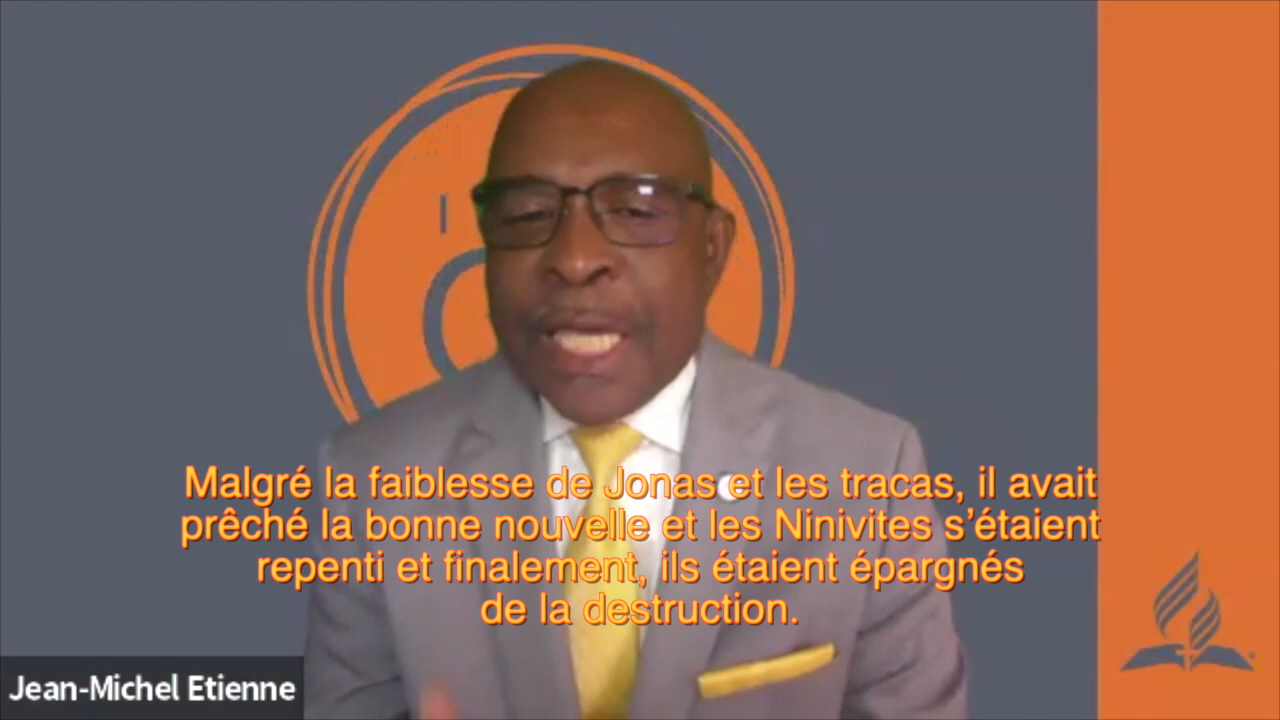 Malgré la faiblesse de Jonas et les tracas, il avait
prêché la bonne nouvelle et les Ninivites s’étaient
repenti et finalement, ils étaient épargnés
de la destruction.
Jean-Michel Etienne